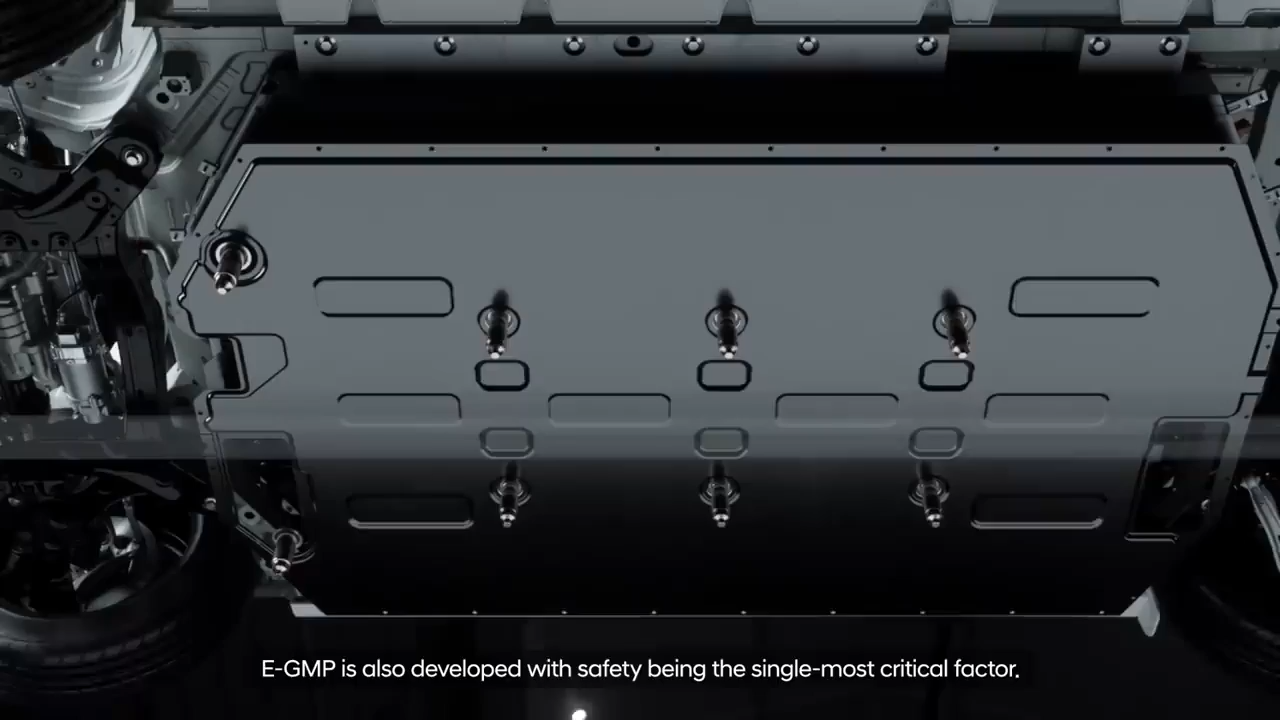 E-GMP is also developed with safety being the single-most critical factor.